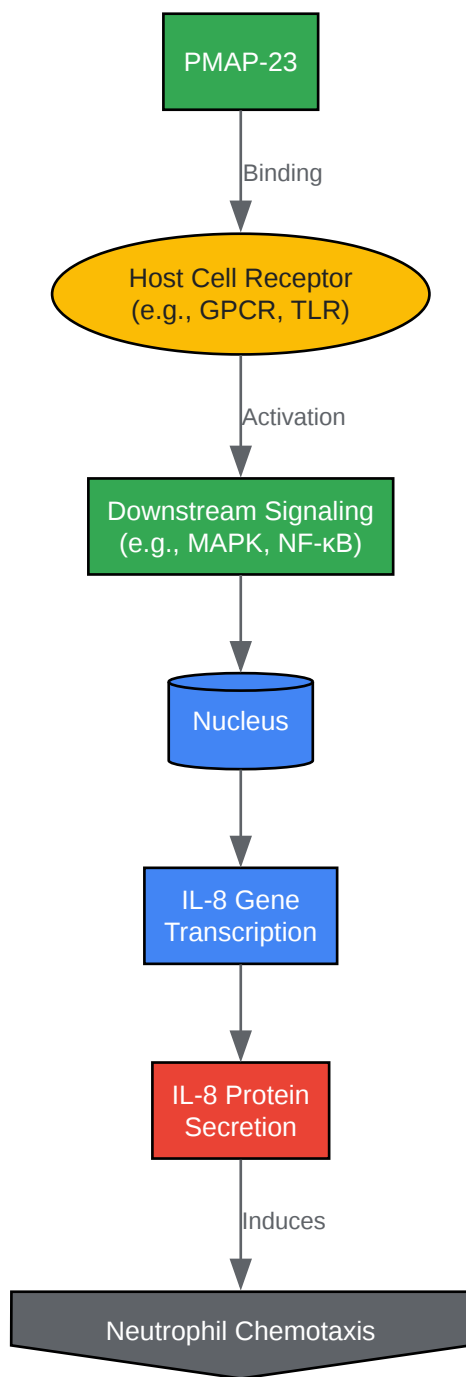 PMAP-23
Binding
Host Cell Receptor
(e.g., GPCR, TLR)
Activation
Downstream Signaling
(e.g., MAPK, NF-κB)
Nucleus
IL-8 Gene
Transcription
IL-8 Protein
Secretion
Induces
Neutrophil Chemotaxis